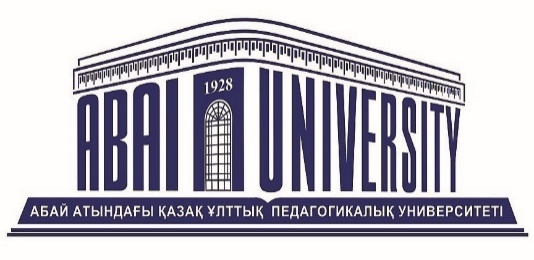 1928
ABAI UNIVERSITY
АБАЙ АТЫНДАҒЫ ҚАЗАҚ ҰЛТТЫҚ ПЕДАГОГИКАЛЫҚ УНИВЕРСИТЕТІ